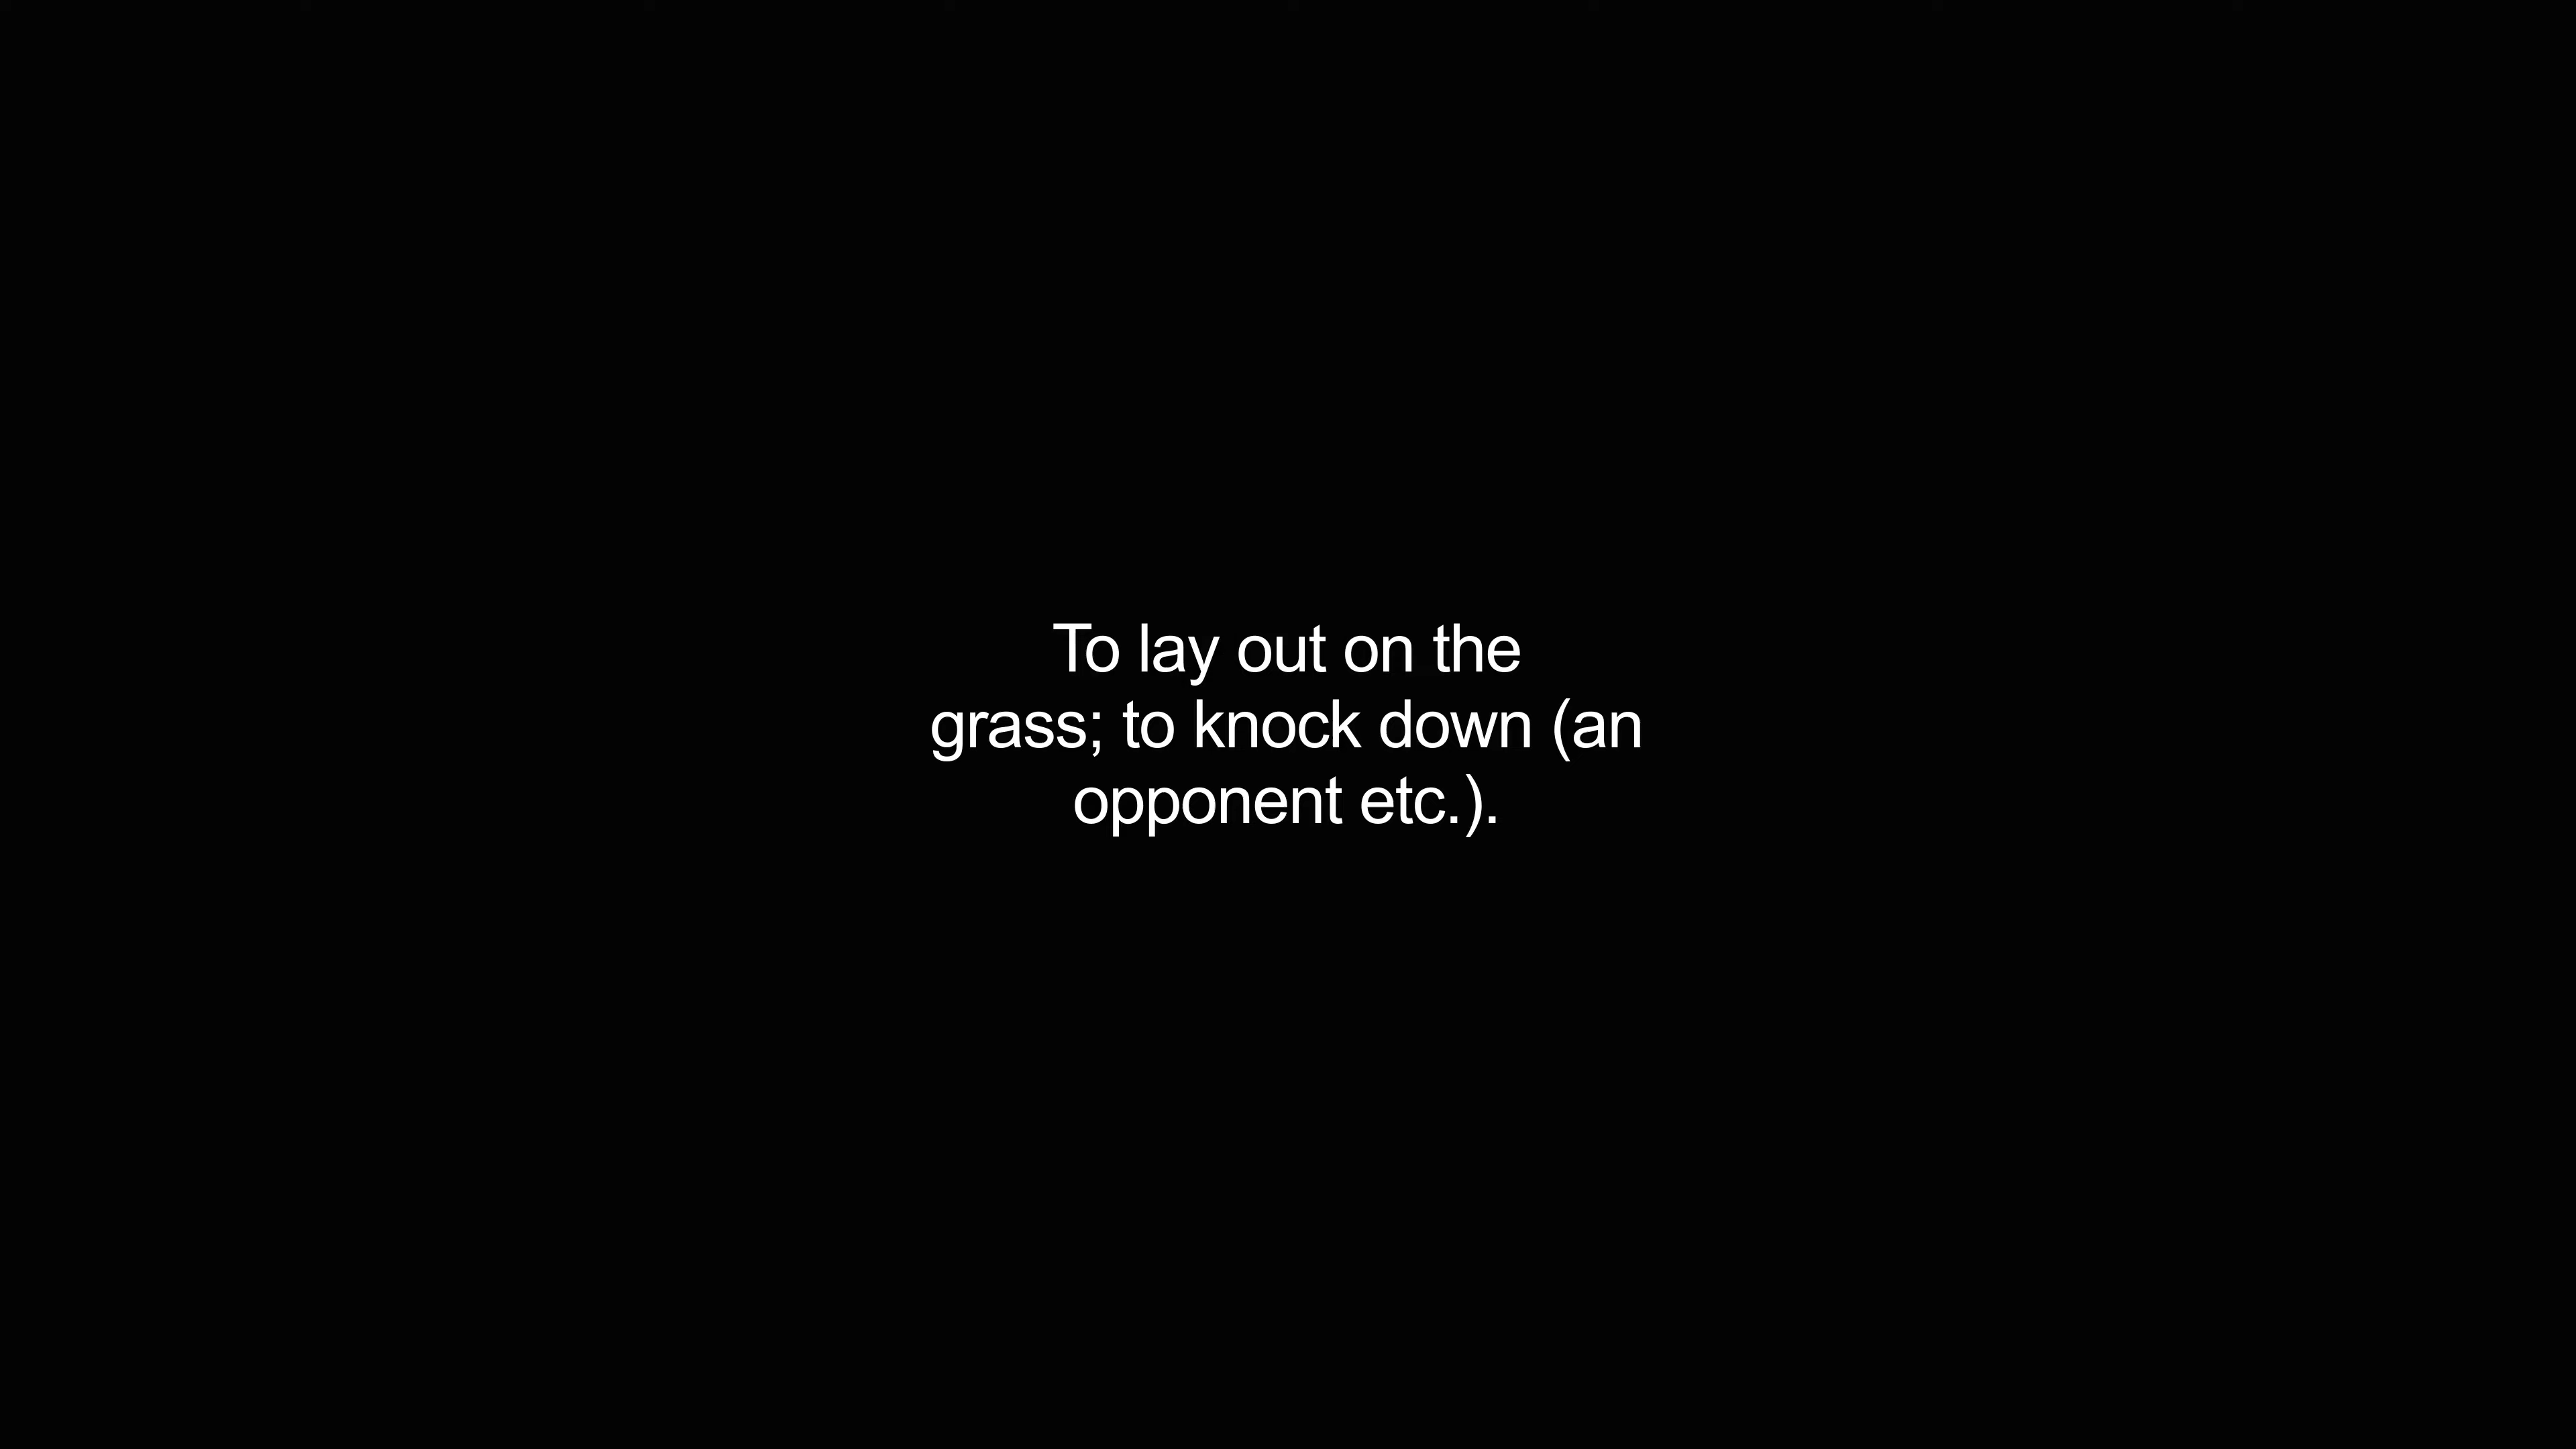 To lay out on the
grass; to knock down (an
opponent etc.).